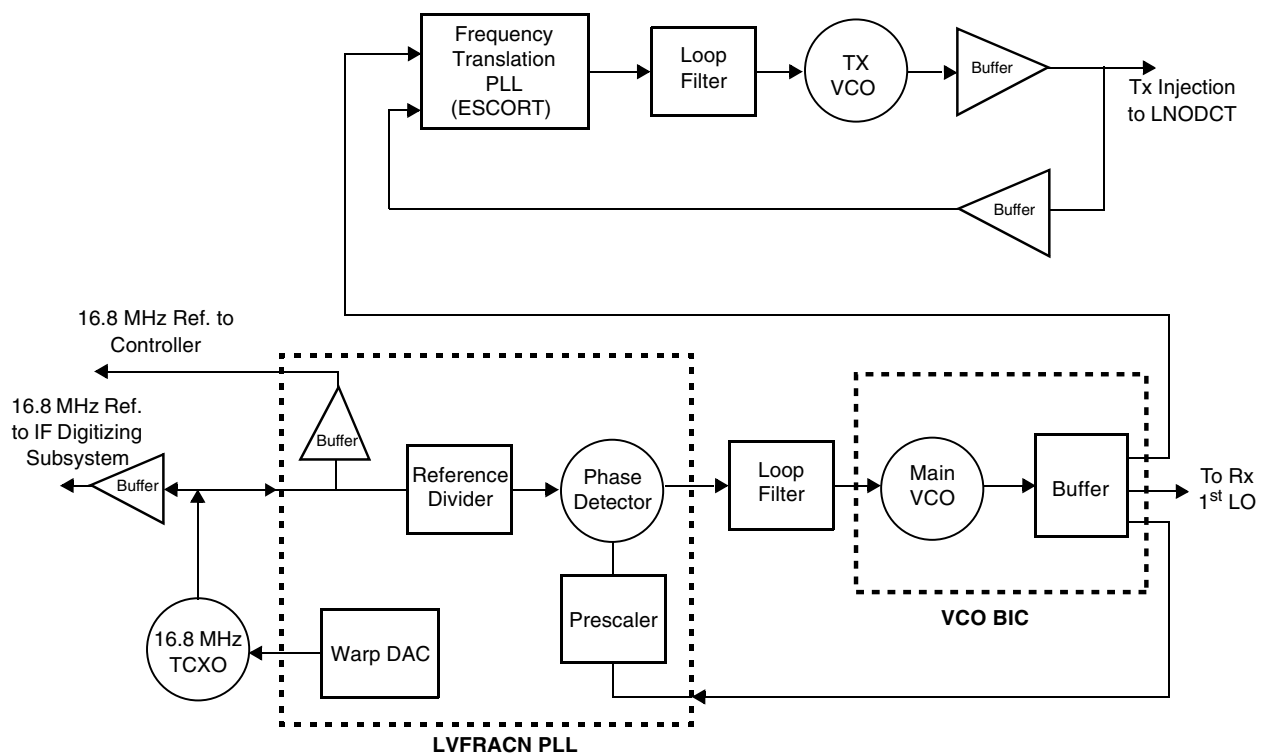 Frequency
Translation
PLL
(ESCORT)
Loop
Filter
TX
VCO
Buffer
Tx Injection
to LNODCT
Buffer
16.8 MHz Ref. to
Controller
16.8 MHz Ref.
to IF Digitizing
Subsystem
Buffer
Buffer
Reference
Divider
Phase
Detector
Loop
Filter
Main
VCO
Buffer
To Rx
1st LO
Prescaler
16.8 MHz
TCXO
Warp DAC
VCO BIC
LVFRACN PLL